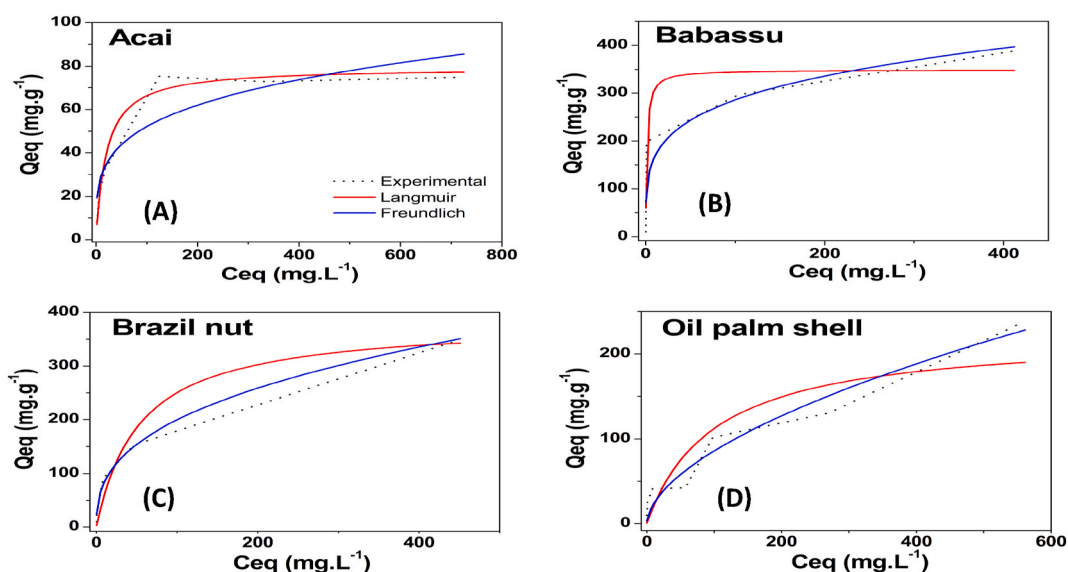 Acai
Qeq (mg.g⁻¹)
100
80
60
40
20
0
Experimental
Langmuir
Freundlich
(A)
0 200 400 600 800
Ceq (mg.L⁻¹)
Babassu
Qeq (mg.g⁻¹)
400
300
200
100
0
(B)
0 200 400
Ceq (mg.L⁻¹)
Brazil nut
Qeq (mg.g⁻¹)
400
300
200
100
0
(C)
0 200 400
Ceq (mg.L⁻¹)
Oil palm shell
Qeq (mg.g⁻¹)
200
100
0
(D)
0 200 400 600
Ceq (mg.L⁻¹)